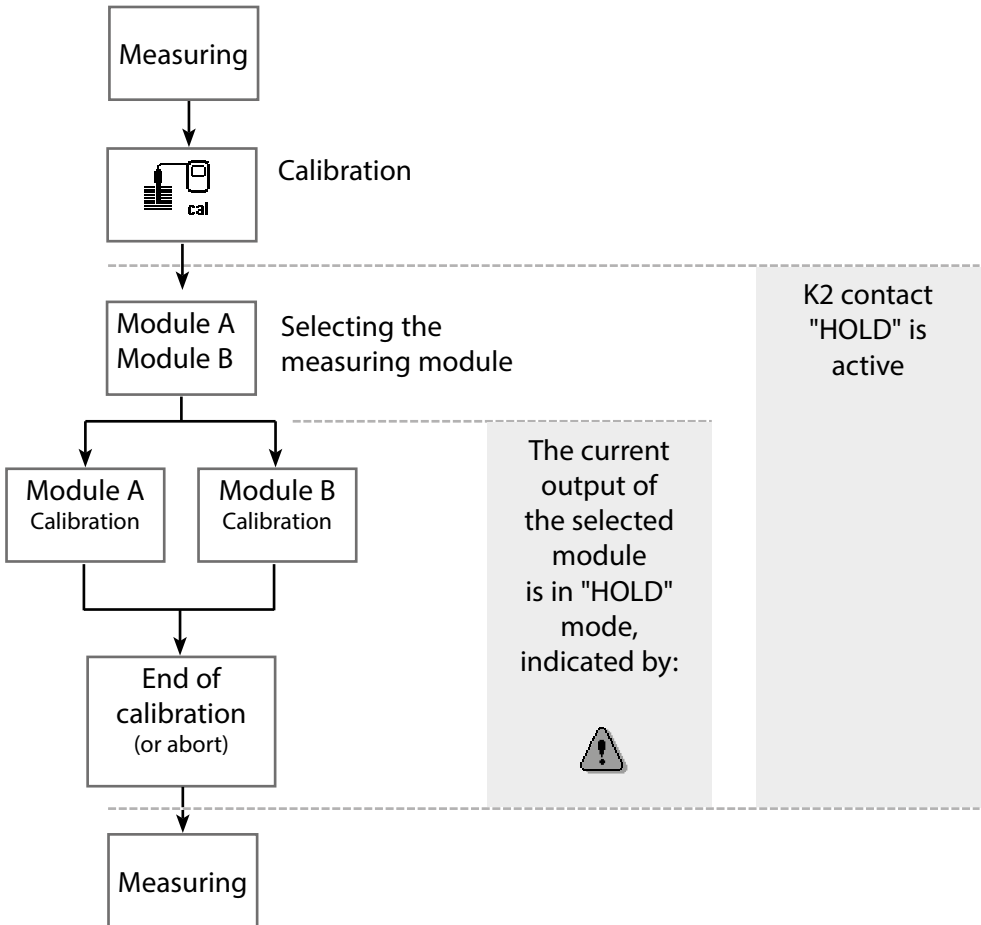 Measuring
cal
Calibration
Module A
Module B
Selecting the
measuring module
K2 contact
"HOLD" is
active
Module A
Calibration
Module B
Calibration
The current
output of
the selected
module
is in "HOLD"
mode,
indicated by:
!
End of
calibration
(or abort)
Measuring